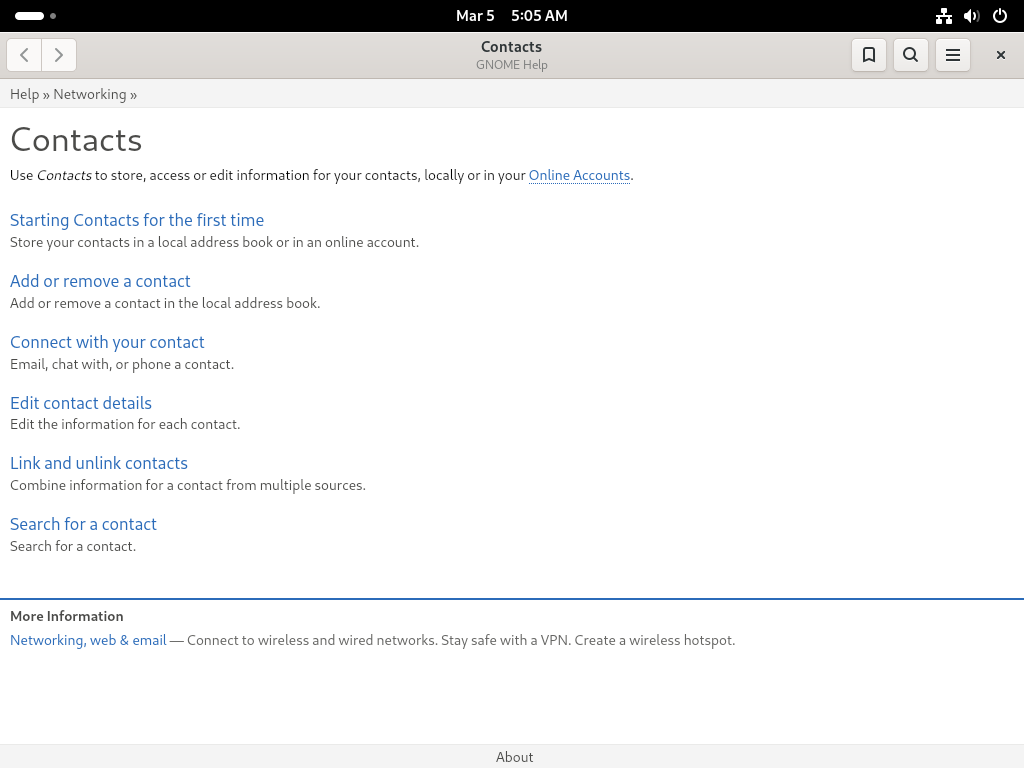 Mar 5 5:05 AM
Contacts
GNOME Help
Help » Networking »
Contacts
Use Contacts to store, access or edit information for your contacts, locally or in your Online Accounts.
Starting Contacts for the first time
Store your contacts in a local address book or in an online account.
Add or remove a contact
Add or remove a contact in the local address book.
Connect with your contact
Email, chat with, or phone a contact.
Edit contact details
Edit the information for each contact.
Link and unlink contacts
Combine information for a contact from multiple sources.
Search for a contact
Search for a contact.
More Information
Networking, web & email — Connect to wireless and wired networks. Stay safe with a VPN. Create a wireless hotspot.
About